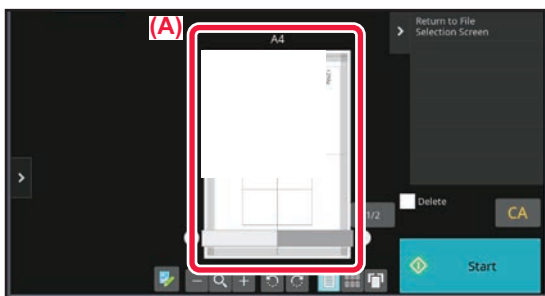 (A)
A4
Return to File
Selection Screen
1/2
Delete
CA
Start